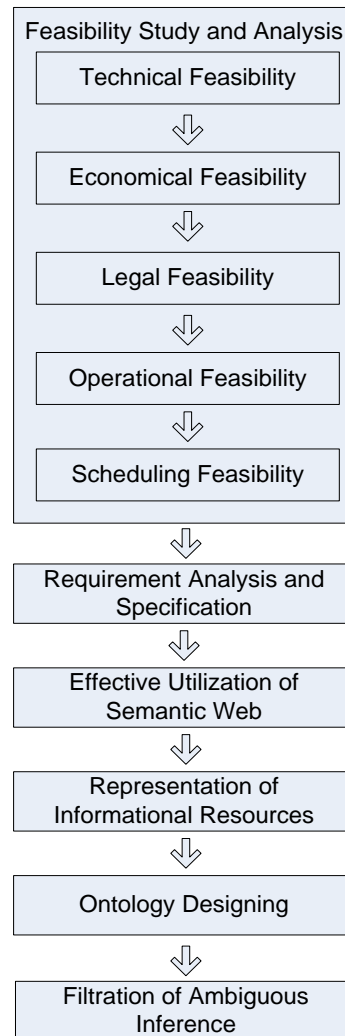 Feasibility Study and Analysis
Technical Feasibility
Economical Feasibility
Legal Feasibility
Operational Feasibility
Scheduling Feasibility
Requirement Analysis and
Specification
Effective Utilization of
Semantic Web
Representation of
Informational Resources
Ontology Designing
Filtration of Ambiguous
Inference